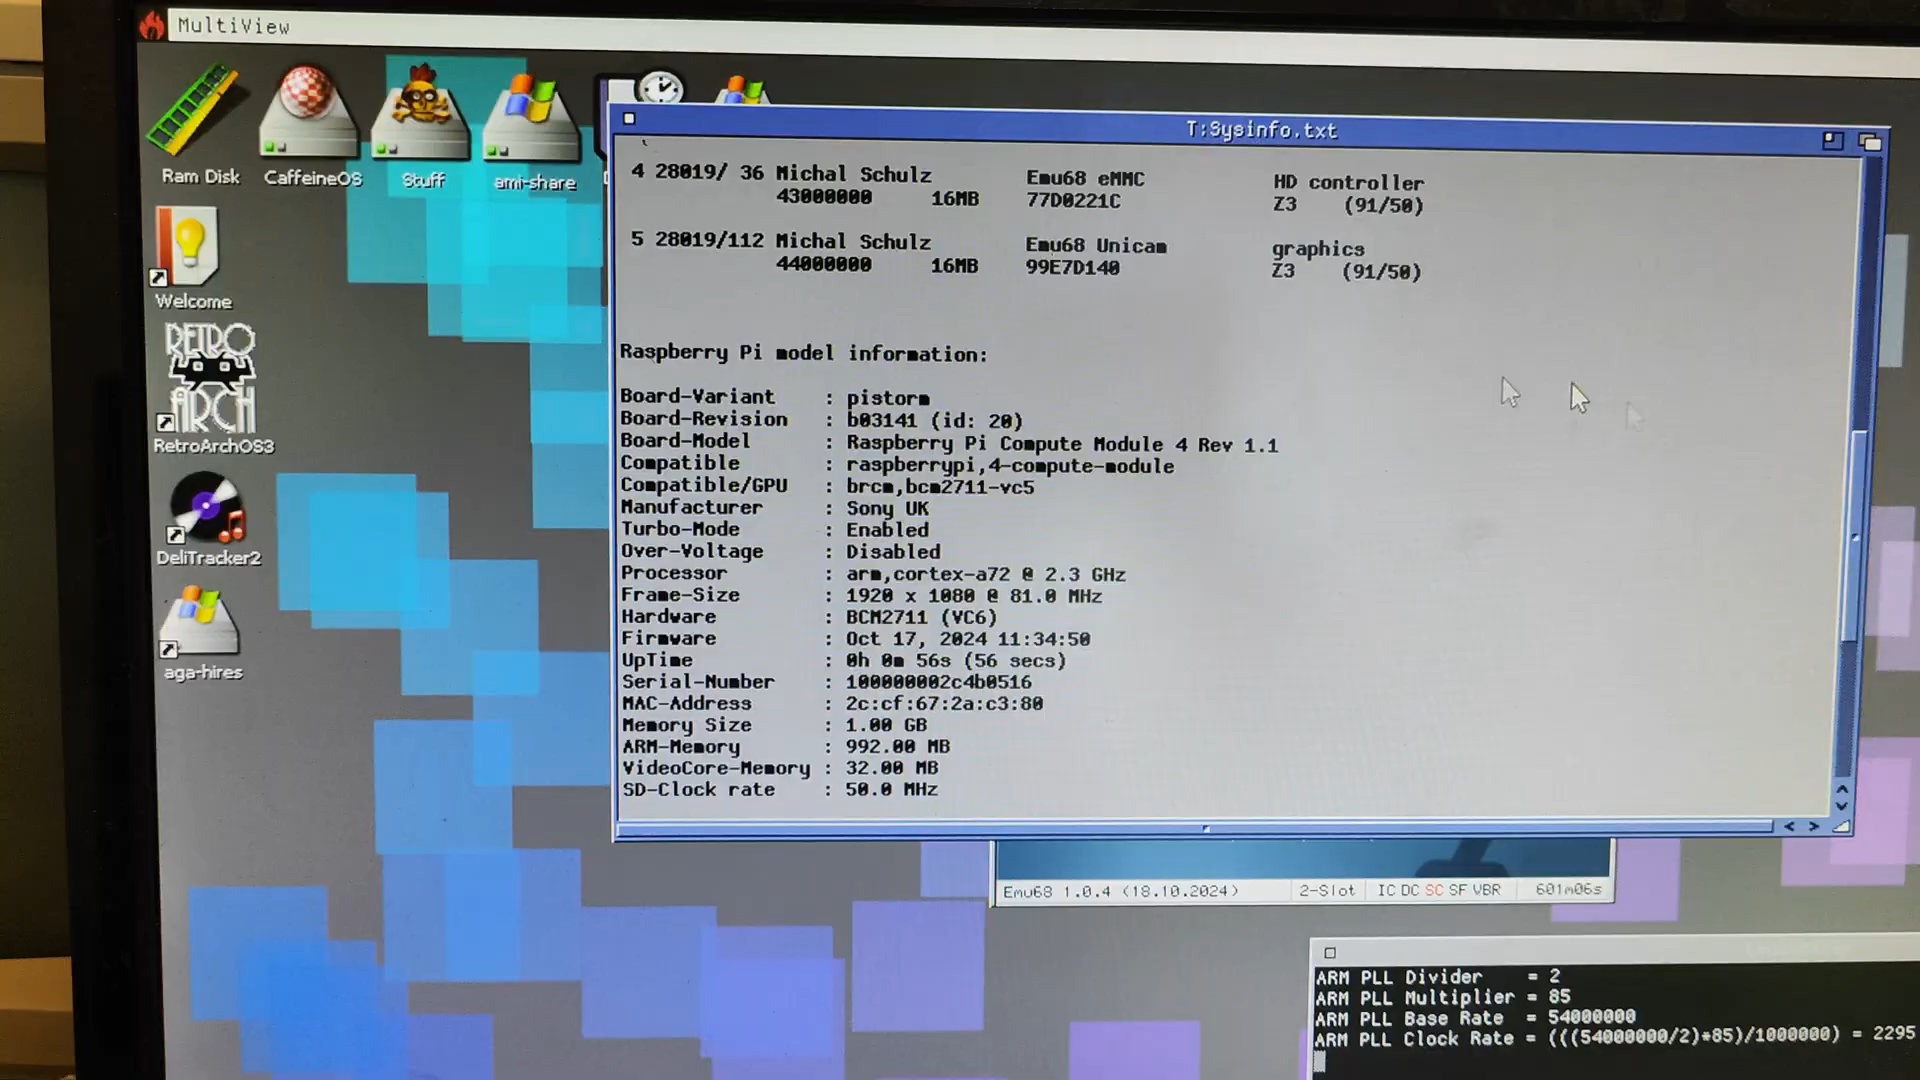 MultiView
Ram Disk
CaffeineOS
Stuff
ami-share
Welcome
RETRO
ARCH
RetroArchOS3
DeliTracker2
aga-hires
T:Sysinfo.txt
4 28019/ 36 Michal Schulz Emu68 eMMC HD controller
43000000 16MB 77D0221C Z3 (91/50)
5 28019/112 Michal Schulz Emu68 Unicam graphics
44000000 16MB 99E7D140 Z3 (91/50)
Raspberry Pi model information:
Board-Variant : pistorm
Board-Revision : b03141 (id: 20)
Board-Model : Raspberry Pi Compute Module 4 Rev 1.1
Compatible : raspberrypi,4-compute-module
Compatible/GPU : brcm,bcm2711-vc5
Manufacturer : Sony UK
Turbo-Mode : Enabled
Over-Voltage : Disabled
Processor : arm,cortex-a72 @ 2.3 GHz
Frame-Size : 1920 x 1080 @ 81.0 MHz
Hardware : BCM2711 (VC6)
Firmware : Oct 17, 2024 11:34:50
UpTime : 0h 0m 56s (56 secs)
Serial-Number : 100000002c4b0516
MAC-Address : 2c:cf:67:2a:c3:80
Memory Size : 1.00 GB
ARM-Memory : 992.00 MB
VideoCore-Memory : 32.00 MB
SD-Clock rate : 50.0 MHz
Emu68 1.0.4 (18.10.2024) 2-Slot IC DC SC SF VBR 601m06s
ARM PLL Divider = 2
ARM PLL Multiplier = 85
ARM PLL Base Rate = 54000000
ARM PLL Clock Rate = (((54000000/2)*85)/1000000) = 2295